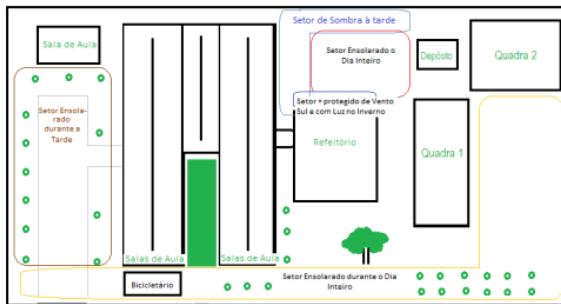 Setor de Sombra à tarde
Sala de Aula
Setor Ensolarado o
Dia Inteiro
Depósito
Quadra 2
Setor Ensola-
rado durante a
Tarde
Setor + protegido de Vento
Sul e com Luz no Inverno
Refeitório
Quadra 1
Salas de Aula
Salas de Aula
Bicicletário
Setor Ensolarado durante o Dia
Inteiro